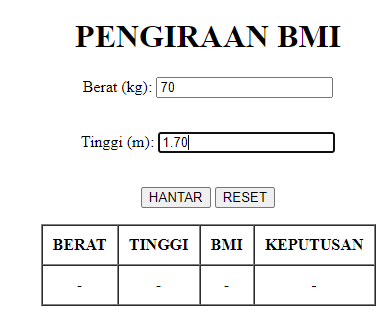 PENGIRAAN BMI
Berat (kg): 70
Tinggi (m): 1.70
HANTAR RESET
BERAT TINGGI BMI KEPUTUSAN
- - - -